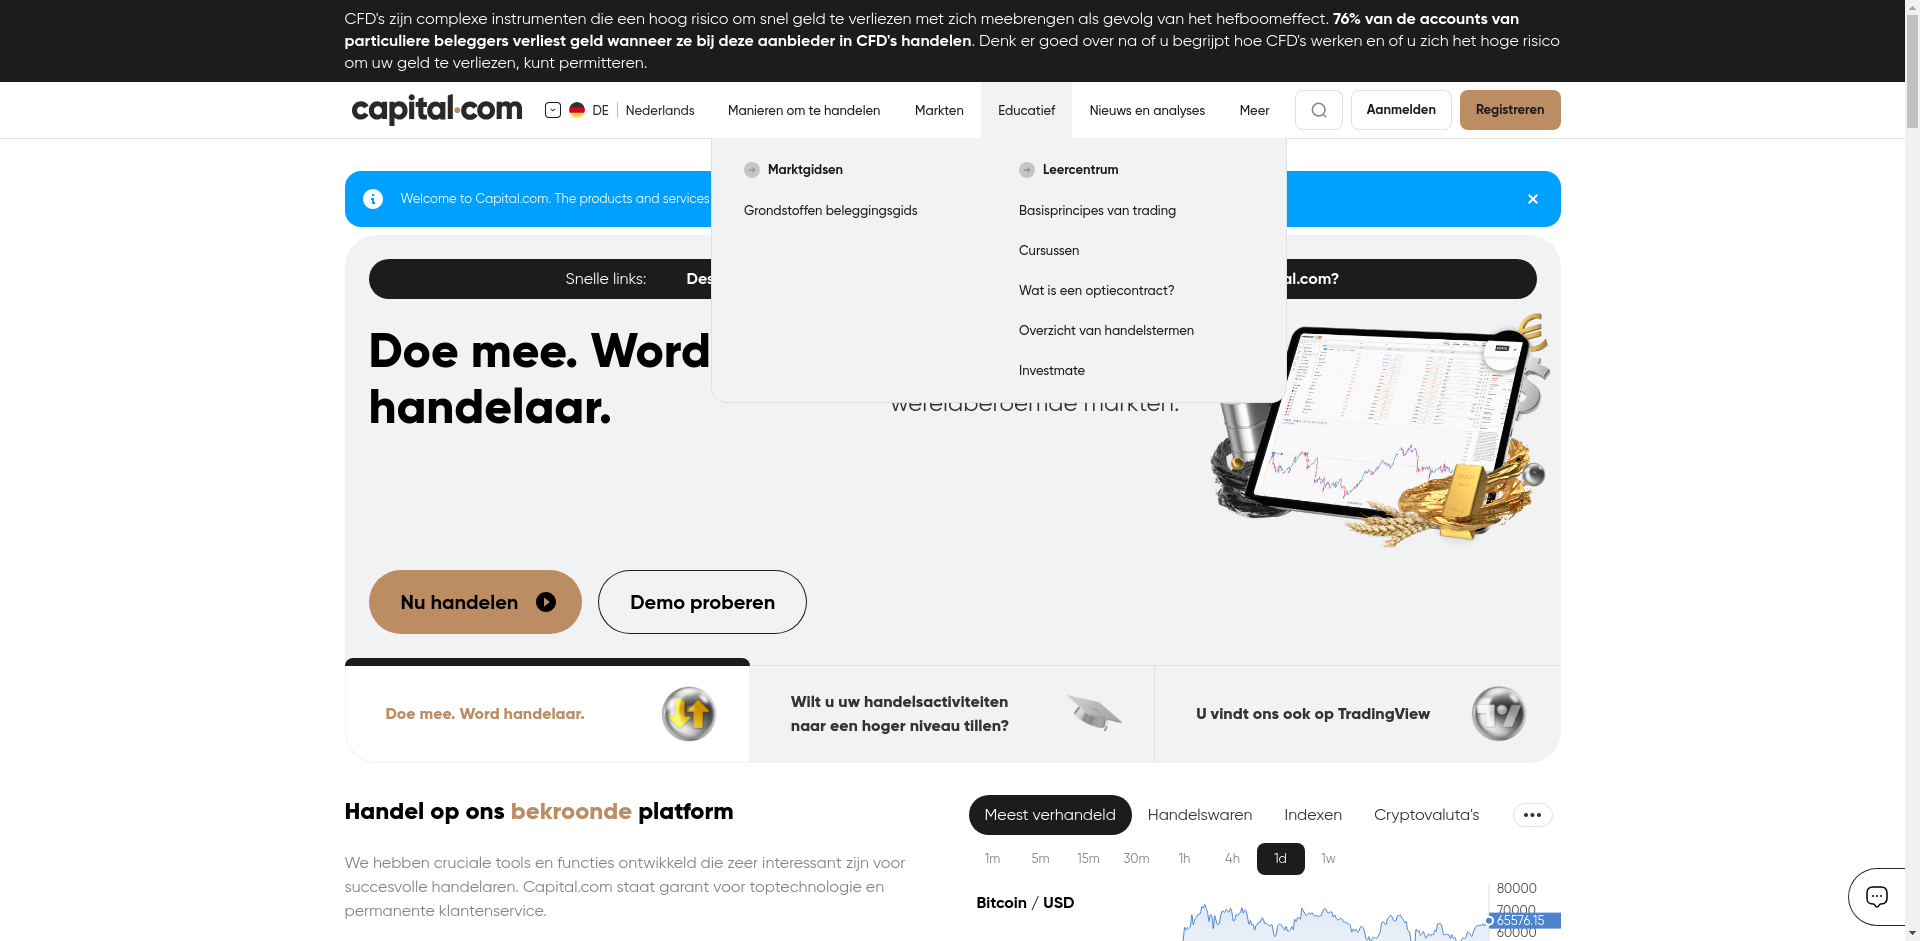 CFD's zijn complexe instrumenten die een hoog risico om snel geld te verliezen met zich meebrengen als gevolg van het hefboomeffect. 76% van de accounts van
particuliere beleggers verliest geld wanneer ze bij deze aanbieder in CFD's handelen. Denk er goed over na of u begrijpt hoe CFD's werken en of u zich het hoge risico
om uw geld te verliezen, kunt permitteren.
capital.com
DE | Nederlands
Manieren om te handelen
Markten
Educatief
Nieuws en analyses
Meer
Aanmelden
Registreren
Marktgidsen
Grondstoffen beleggingsgids
Leercentrum
Basisprincipes van trading
Cursussen
Wat is een optiecontract?
Overzicht van handelstermen
Investmate
Welcome to Capital.com. The products and services
Snelle links:
Des
al.com?
Doe mee. Word
handelaar.
wereldberoemde markten.
Nu handelen
Demo proberen
Doe mee. Word handelaar.
Wilt u uw handelsactiviteiten
naar een hoger niveau tillen?
U vindt ons ook op TradingView
Handel op ons bekroonde platform
We hebben cruciale tools en functies ontwikkeld die zeer interessant zijn voor
succesvolle handelaren. Capital.com staat garant voor toptechnologie en
permanente klantenservice.
Meest verhandeld
Handelswaren
Indexen
Cryptovaluta's
1m 5m 15m 30m 1h 4h 1d 1w
Bitcoin / USD
80000
70000
65576.15
60000